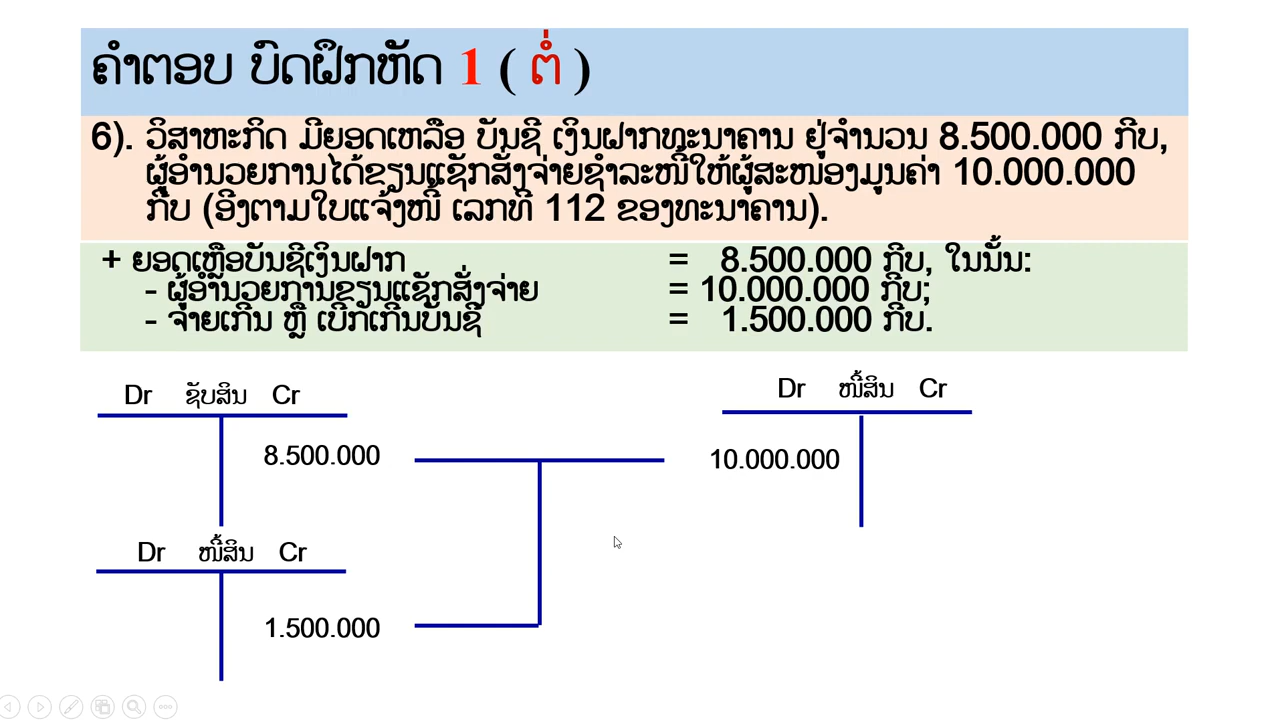 ຄຳຕອບ ບົດຝຶກຫັດ 1 ( ຕໍ່ )
6). ວິສາຫະກິດ ມີຍອດເຫລືອ ບັນຊີ ເງິນຝາກທະນາຄານ ຢູ່ຈຳນວນ 8.500.000 ກີບ,
ຜູ້ອຳນວຍການໄດ້ຂຽນແຊັກສັ່ງຈ່າຍຊຳລະໜີ້ໃຫ້ຜູ້ສະໜອງມູນຄ່າ 10.000.000
ກີບ (ອີງຕາມໃບແຈ້ງໜີ້ ເລກທີ 112 ຂອງທະນາຄານ).
+ ຍອດເຫຼືອບັນຊີເງິນຝາກ = 8.500.000 ກີບ, ໃນນັ້ນ:
- ຜູ້ອຳນວຍການຂຽນແຊັກສັ່ງຈ່າຍ = 10.000.000 ກີບ;
- ຈ່າຍເກີນ ຫຼື ເບີກເກີນບັນຊີ = 1.500.000 ກີບ.
Dr ຊັບສິນ Cr
Dr ໜີ້ສິນ Cr
8.500.000
10.000.000
Dr ໜີ້ສິນ Cr
1.500.000